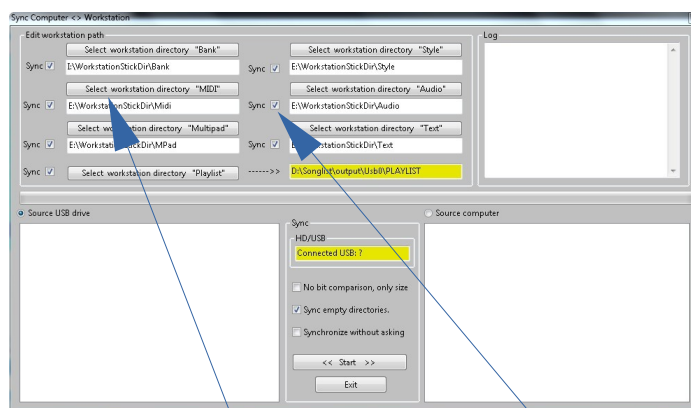 Sync Computer <> Workstation
Edit workstation path
Log
Select workstation directory "Bank"
Select workstation directory "Style"
Sync I:\WorkstationStickDir\Bank
Sync E:\WorkstationStickDir\Style
Select workstation directory "MIDI"
Select workstation directory "Audio"
Sync E:\WorkstationStickDir\Midi
Sync E:\WorkstationStickDir\Audio
Select workstation directory "Multipad"
Select workstation directory "Text"
Sync E:\WorkstationStickDir\MPad
Sync E:\WorkstationStickDir\Text
Sync Select workstation directory "Playlist" ------>> D:\Songlist\output\Usb0\PLAYLIST
Source USB drive
Source computer
Sync
HD/USB
Connected USB: ?
No bit comparison, only size
Sync empty directories.
Synchronize without asking
<< Start >>
Exit